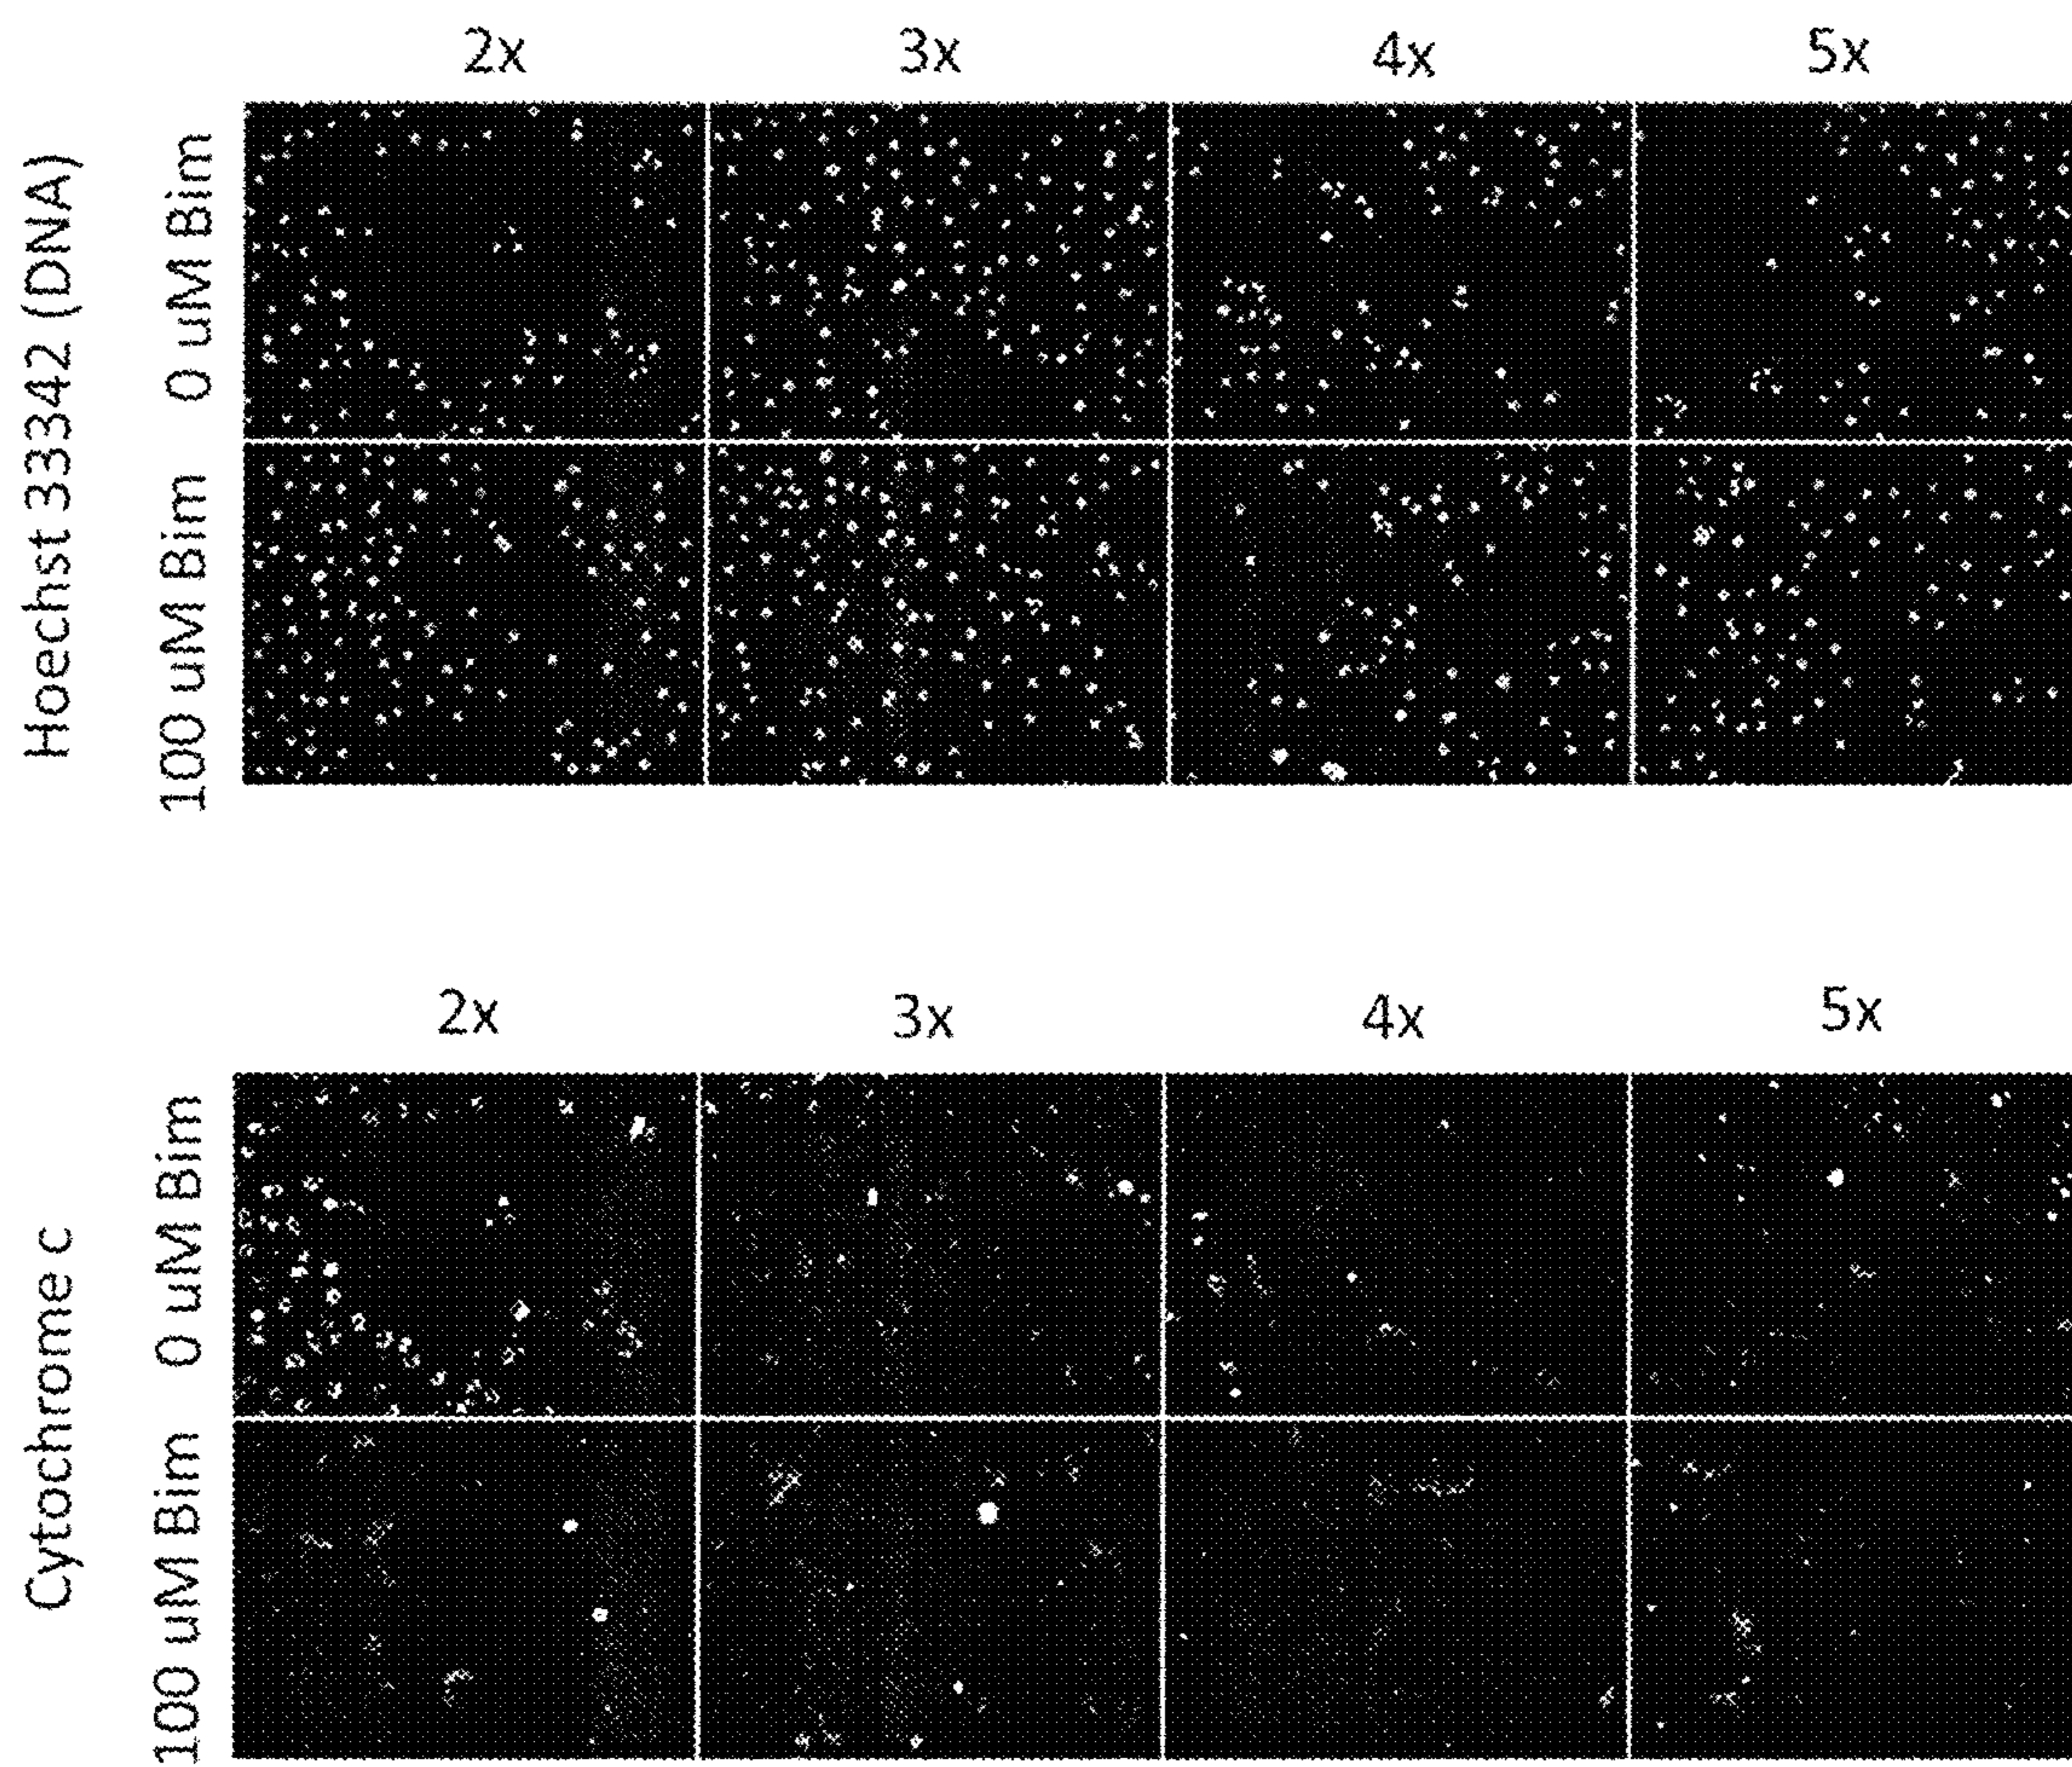 2x 3x 4x 5x
Hoechst 33342 (DNA)
0 uM Bim
100 uM Bim
2x 3x 4x 5x
Cytochrome c
0 uM Bim
100 uM Bim